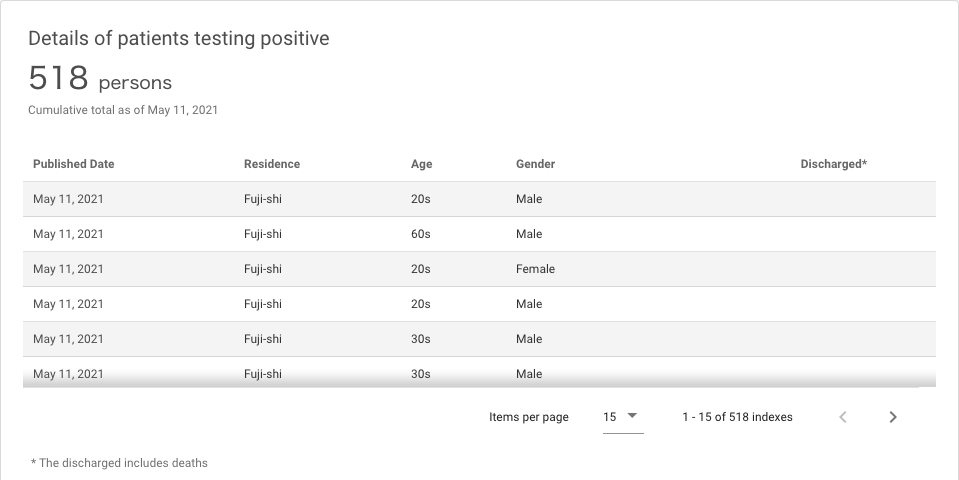 Details of patients testing positive
518 persons
Cumulative total as of May 11, 2021
Published Date Residence Age Gender Discharged*
May 11, 2021 Fuji-shi 20s Male
May 11, 2021 Fuji-shi 60s Male
May 11, 2021 Fuji-shi 20s Female
May 11, 2021 Fuji-shi 20s Male
May 11, 2021 Fuji-shi 30s Male
May 11, 2021 Fuji-shi 30s Male
Items per page 15 1 - 15 of 518 indexes
* The discharged includes deaths